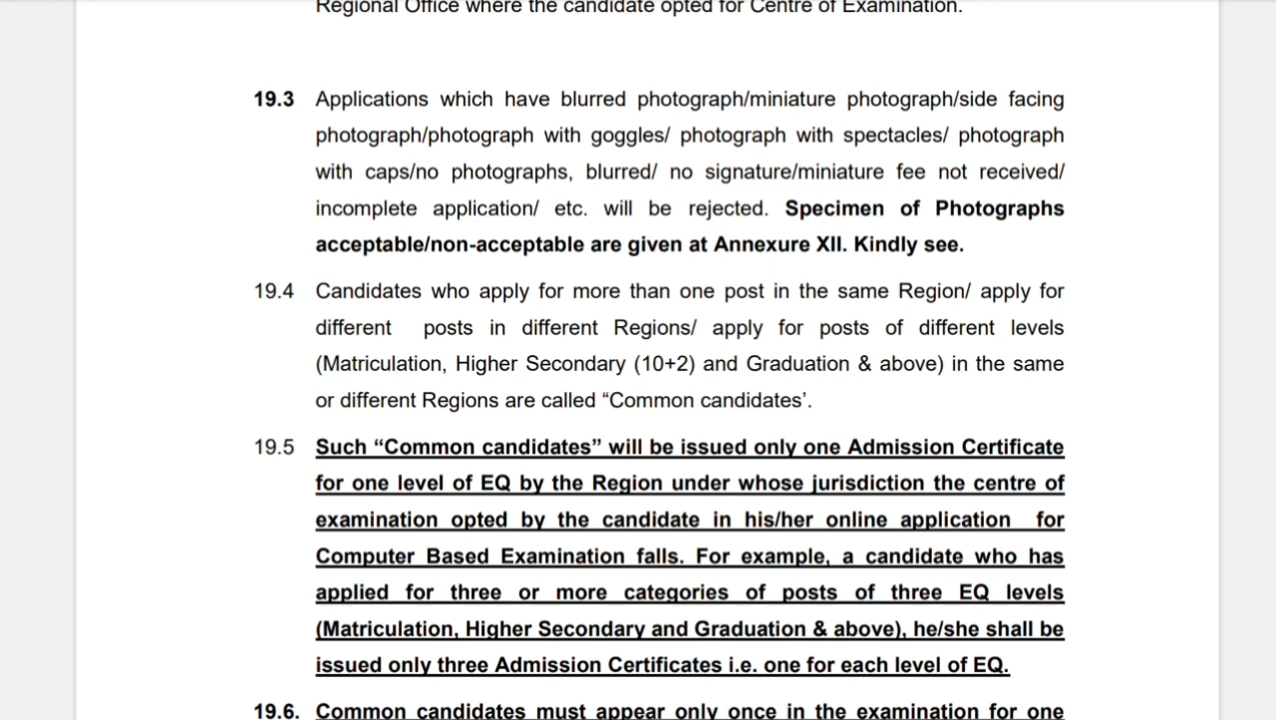 Regional Office where the candidate opted for Centre of Examination.
19.3 Applications which have blurred photograph/miniature photograph/side facing
photograph/photograph with goggles/ photograph with spectacles/ photograph
with caps/no photographs, blurred/ no signature/miniature fee not received/
incomplete application/ etc. will be rejected. Specimen of Photographs
acceptable/non-acceptable are given at Annexure XII. Kindly see.
19.4 Candidates who apply for more than one post in the same Region/ apply for
different posts in different Regions/ apply for posts of different levels
(Matriculation, Higher Secondary (10+2) and Graduation & above) in the same
or different Regions are called “Common candidates’.
19.5 Such “Common candidates” will be issued only one Admission Certificate
for one level of EQ by the Region under whose jurisdiction the centre of
examination opted by the candidate in his/her online application for
Computer Based Examination falls. For example, a candidate who has
applied for three or more categories of posts of three EQ levels
(Matriculation, Higher Secondary and Graduation & above), he/she shall be
issued only three Admission Certificates i.e. one for each level of EQ.
19.6. Common candidates must appear only once in the examination for one